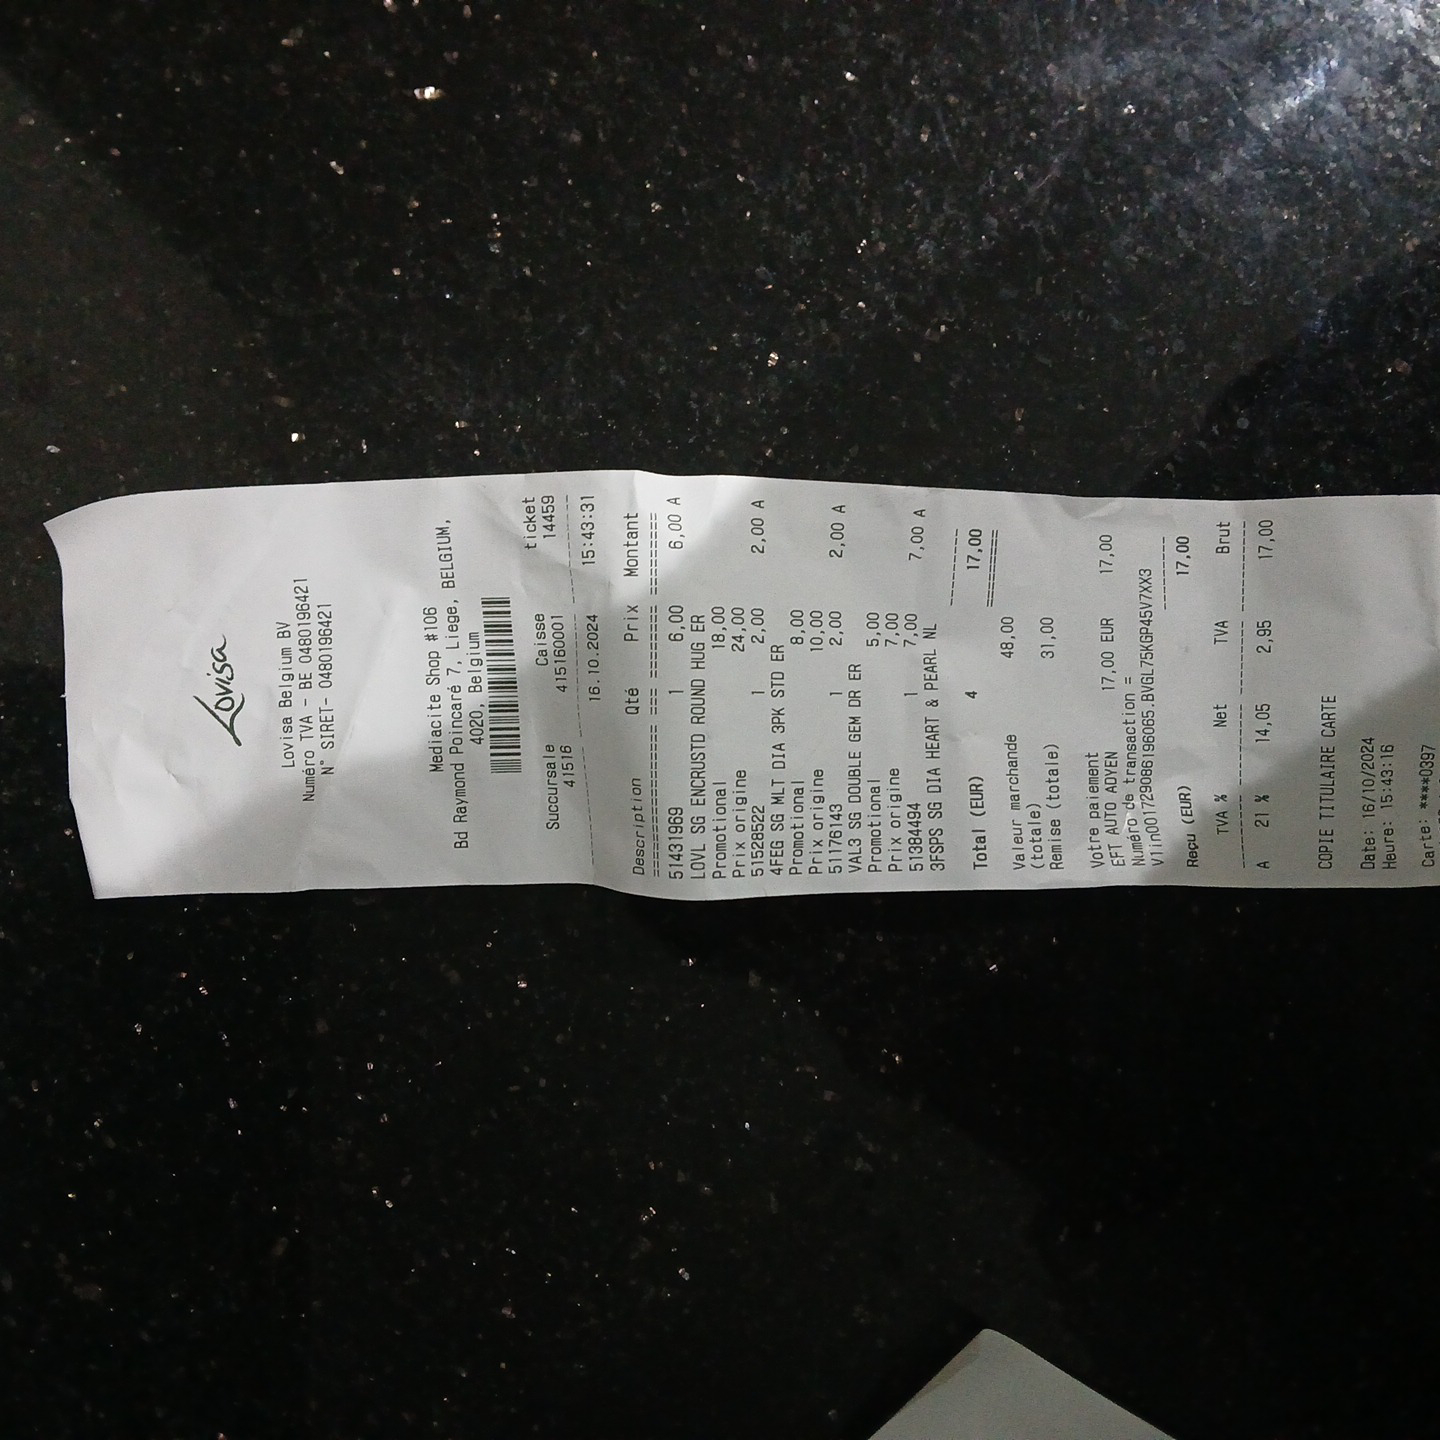 Lovisa
Lovisa Belgium BV
Numéro TVA - BE 0480196421
N° SIRET- 0480196421
Mediacite Shop #106
Bd Raymond Poincaré 7, Liege, BELGIUM,
4020, Belgium
Succursale Caisse ticket
41516 415160001 14459
16.10.2024 15:43:31
Description Qté Prix Montant
51431969 1 6,00 6,00 A
LOVL SG ENCRUSTD ROUND HUG ER
Promotional 18,00
Prix origine 24,00
51528522 1 2,00 2,00 A
4FEG SG MLT DIA 3PK STD ER
Promotional 8,00
Prix origine 10,00
51176143 1 2,00 2,00 A
VAL3 SG DOUBLE GEM DR ER
Promotional 5,00
Prix origine 7,00
51384494 1 7,00 7,00 A
3FSPS SG DIA HEART & PEARL NL
Total (EUR) 4 17,00
Valeur marchande 48,00
(totale)
Remise (totale) 31,00
Votre paiement
EFT AUTO ADYEN 17,00 EUR 17,00
Numéro de transaction =
Vlin001729086196065.BVGL75KGP45V7XX3
Reçu (EUR) 17,00
TVA % Net TVA Brut
A 21 % 14,05 2,95 17,00
COPIE TITULAIRE CARTE
Date: 16/10/2024
Heure: 15:43:16
Carte: ****0397